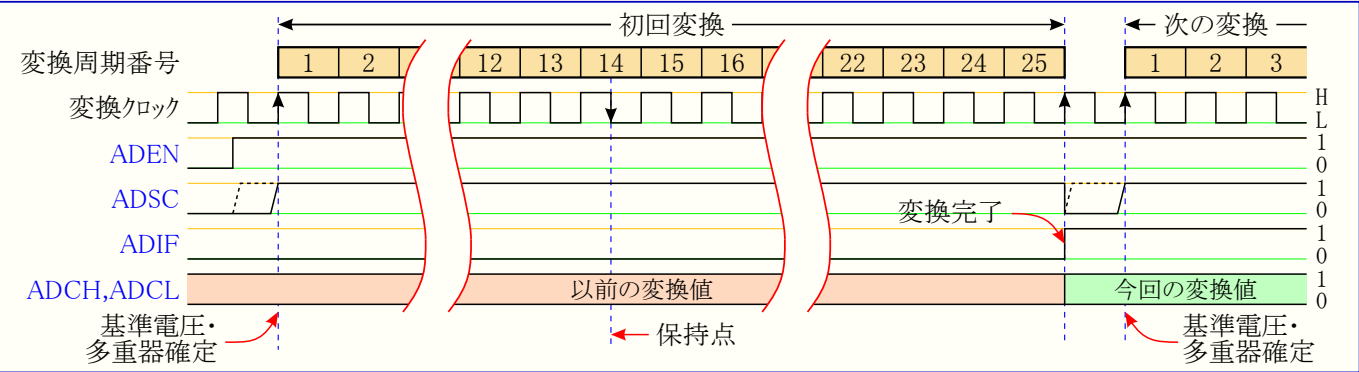 初回変換
次の変換
変換周期番号
1 2 12 13 14 15 16 22 23 24 25 1 2 3
変換クロック
H
L
ADEN
1
0
ADSC
1
0
変換完了
ADIF
1
0
ADCH,ADCL
以前の変換値
今回の変換値
1
0
基準電圧・
多重器確定
保持点
基準電圧・
多重器確定